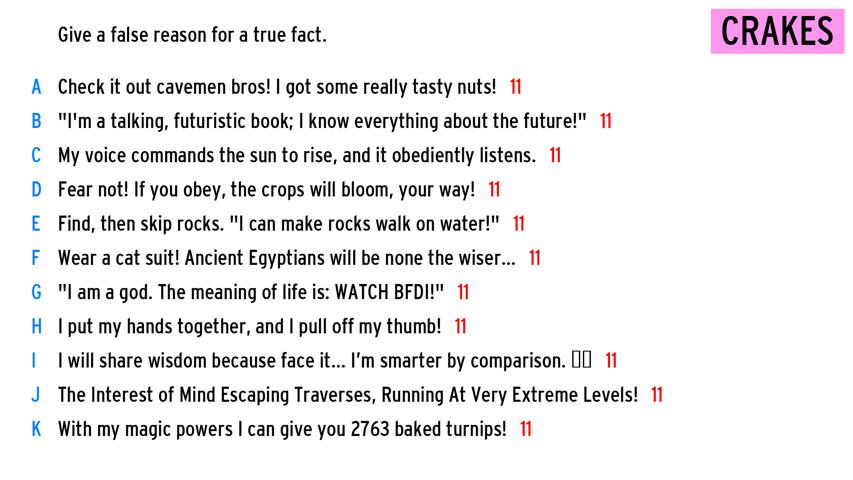 Give a false reason for a true fact.
CRAKES
A Check it out cavemen bros! I got some really tasty nuts! 11
B "I'm a talking, futuristic book; I know everything about the future!" 11
C My voice commands the sun to rise, and it obediently listens. 11
D Fear not! If you obey, the crops will bloom, your way! 11
E Find, then skip rocks. "I can make rocks walk on water!" 11
F Wear a cat suit! Ancient Egyptians will be none the wiser... 11
G "I am a god. The meaning of life is: WATCH BFDI!" 11
H I put my hands together, and I pull off my thumb! 11
I I will share wisdom because face it... I’m smarter by comparison. 11
J The Interest of Mind Escaping Traverses, Running At Very Extreme Levels! 11
K With my magic powers I can give you 2763 baked turnips! 11